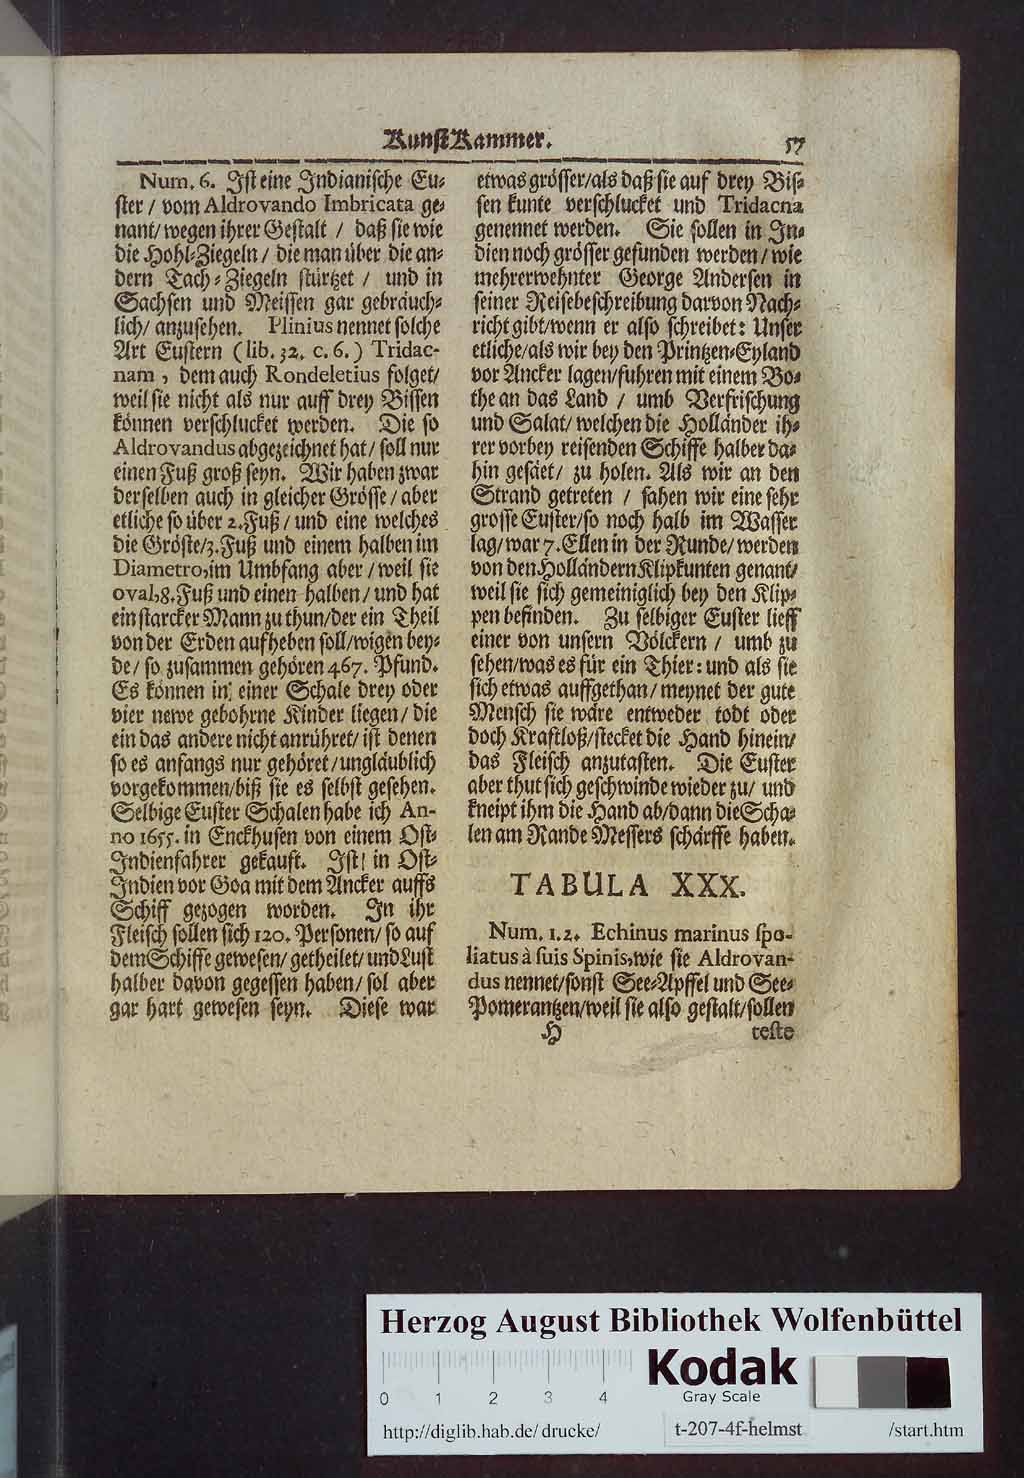 KunstKammer. 57
Num. 6. Ist eine Indianische Eu-
ster / vom Aldrovando Imbricata ge-
nant / wegen ihrer Gestalt / daß sie wie
die Hohl-Ziegeln / die man über die an-
dern Tach-Ziegeln stürtzet / und in
Sachsen und Meissen gar gebräuch-
lich / anzusehen. Plinius nennet solche
Art Eustern (lib. 32. c. 6.) Tridac-
nam, dem auch Rondeletius folget /
weil sie nicht als nur auff drey Bissen
können verschlucket werden. Die so
Aldrovandus abgezeichnet hat / soll nur
einen Fuß groß seyn. Wir haben zwar
derselben auch in gleicher Grösse / aber
etliche so über 2. Fuß / und eine welches
die Gröste / 3. Fuß und einem halben im
Diametro, im Umbfang aber / weil sie
oval, 8. Fuß und einen halben / und hat
ein starcker Mann zu thun / der ein Theil
von der Erden aufheben soll / wigen bey-
de / so zusammen gehören 467. Pfund.
Es können in einer Schale drey oder
vier newe gebohrne Kinder liegen / die
ein das andere nicht anrühret / ist denen
so es anfangs nur gehöret / ungläublich
vorgekommen / biß sie es selbst gesehen.
Selbige Euster Schalen habe ich An-
no 1655. in Enckhusen von einem Ost-
Indienfahrer gekauft. Ist in Ost-
Indien vor Goa mit dem Ancker auffs
Schiff gezogen worden. In ihr
Fleisch sollen sich 120. Personen / so auf
dem Schiffe gewesen / getheilet / und Lust
halber davon gegessen haben / sol aber
gar hart gewesen seyn. Diese war
etwas grösser / als daß sie auf drey Bis-
sen kunte verschlucket und Tridacna
genennet werden. Sie sollen in In-
dien noch grösser gefunden werden / wie
mehrerwehnter George Andersen in
seiner Reisebeschreibung darvon Nach-
richt gibt / wenn er also schreibet: Unser
etliche / als wir bey den Printzen-Eyland
vor Ancker lagen / fuhren mit einem Bo-
the an das Land / umb Verfrischung
und Salat / welchen die Holländer ih-
rer vorbey reisenden Schiffe halber da-
hin gesäet / zu holen. Als wir an den
Strand getreten / sahen wir eine sehr
grosse Euster / so noch halb im Wasser
lag / war 7. Ellen in der Runde / werden
von den Holländern Klipkunten genant /
weil sie sich gemeiniglich bey den Klip-
pen befinden. Zu selbiger Euster lieff
einer von unsern Völckern / umb zu
sehen / was es für ein Thier: und als sie
sich etwas auffgethan / meynet der gute
Mensch sie wäre entweder todt oder
doch Kraftloß / stecket die Hand hinein /
das Fleisch anzutasten. Die Euster
aber thut sich geschwinde wieder zu / und
kneipt ihm die Hand ab / dann die Scha-
len am Rande Messers schärffe haben.
TABULA XXX.
Num. 1. 2. Echinus marinus spo-
liatus à suis Spinis, wie sie Aldrovan-
dus nennet / sonst See-Apffel und See-
Pomerantzen / weil sie also gestalt / sollen
H teste
Herzog August Bibliothek Wolfenbüttel
0 1 2 3 4
Kodak
Gray Scale
http://diglib.hab.de/drucke/ t-207-4f-helmst /start.htm